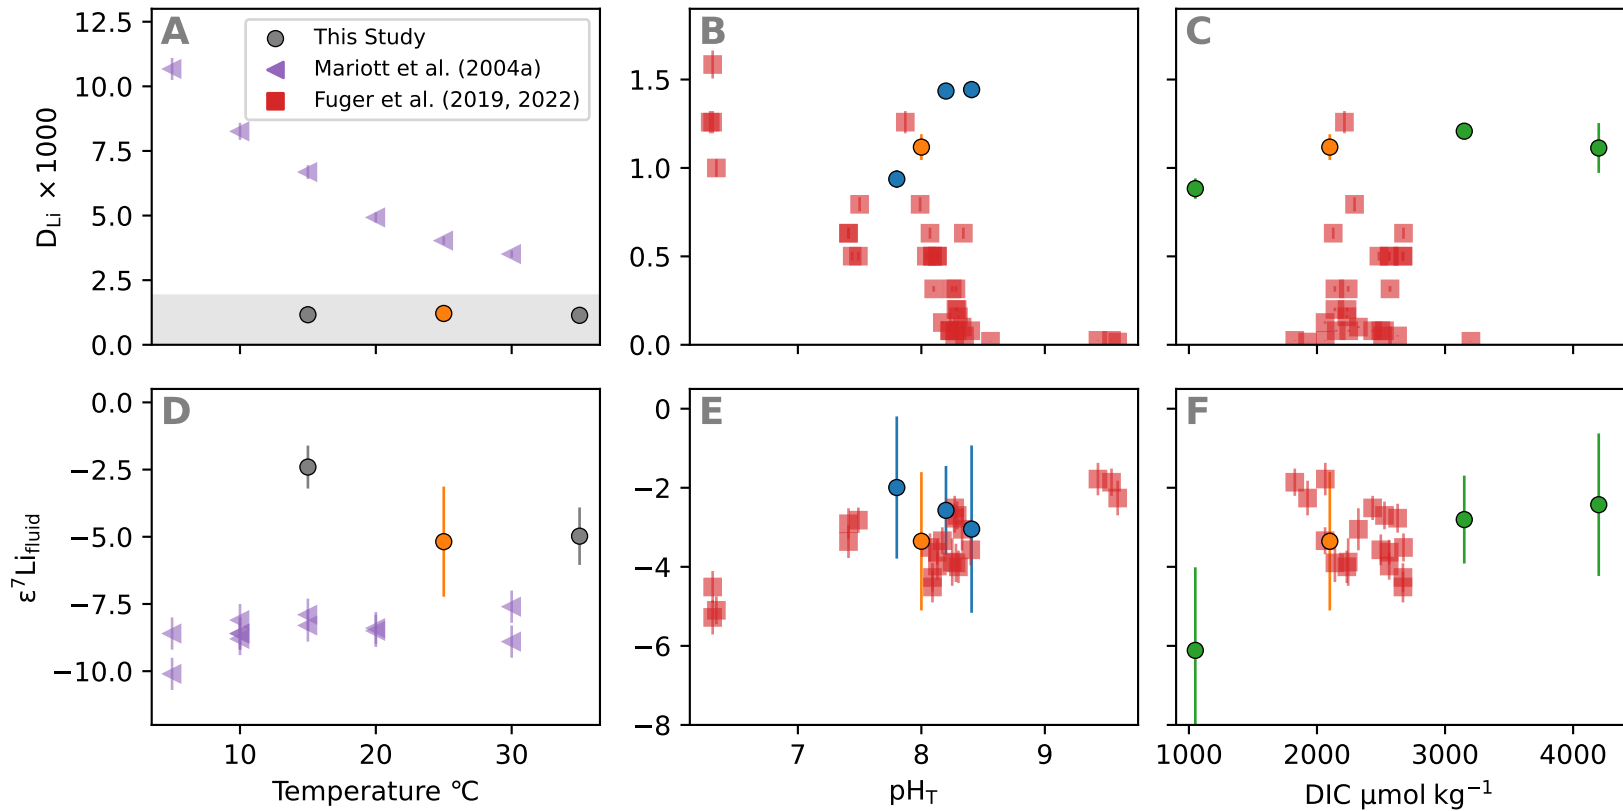 A
B
C
This Study
Mariott et al. (2004a)
Fuger et al. (2019, 2022)
D_Li × 1000
12.5
10.0
7.5
5.0
2.5
0.0
1.5
1.0
0.5
0.0
D
E
F
ε⁷Li_fluid
0.0
−2.5
−5.0
−7.5
−10.0
0
−2
−4
−6
−8
10 20 30
7 8 9
1000 2000 3000 4000
Temperature °C
pH_T
DIC µmol kg⁻¹